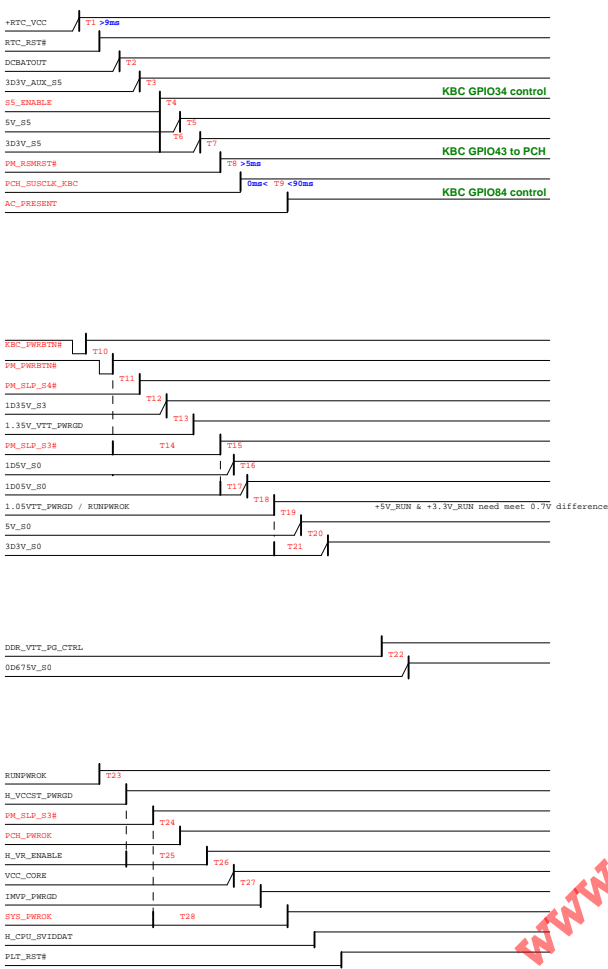 +RTC_VCC
T1 >9ms
RTC_RST#
DCBATOUT
T2
3D3V_AUX_S5
T3
KBC GPIO34 control
S5_ENABLE
T4
5V_S5
T5
T6
3D3V_S5
T7
KBC GPIO43 to PCH
PM_RSMRST#
T8 >5ms
PCH_SUSCLK_KBC
0ms< T9 <90ms
KBC GPIO84 control
AC_PRESENT
KBC_PWRBTN#
T10
PM_PWRBTN#
T11
PM_SLP_S4#
T12
1D35V_S3
T13
1.35V_VTT_PWRGD
PM_SLP_S3#
T14
T15
1D5V_S0
T16
1D05V_S0
T17
T18
1.05VTT_PWRGD / RUNPWROK
+5V_RUN & +3.3V_RUN need meet 0.7V difference
T19
5V_S0
T20
3D3V_S0
T21
DDR_VTT_PG_CTRL
T22
0D675V_S0
RUNPWROK
T23
H_VCCST_PWRGD
PM_SLP_S3#
T24
PCH_PWROK
H_VR_ENABLE
T25
T26
VCC_CORE
T27
IMVP_PWRGD
SYS_PWROK
T28
H_CPU_SVIDDAT
PLT_RST#
www